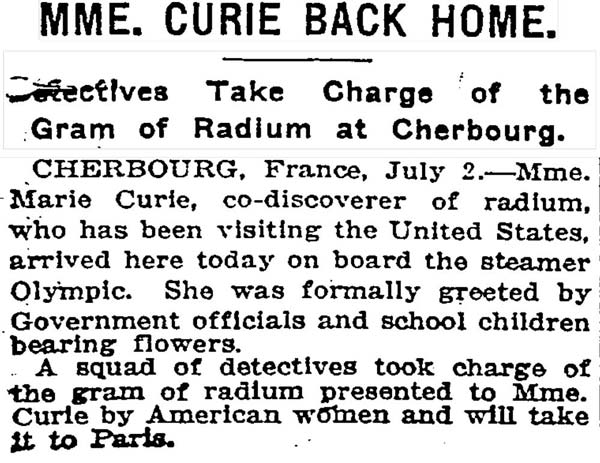 MME. CURIE BACK HOME.
Detectives Take Charge of the
Gram of Radium at Cherbourg.
CHERBOURG, France, July 2.—Mme.
Marie Curie, co-discoverer of radium,
who has been visiting the United States,
arrived here today on board the steamer
Olympic. She was formally greeted by
Government officials and school children
bearing flowers.
A squad of detectives took charge of
the gram of radium presented to Mme.
Curie by American women and will take
it to Paris.